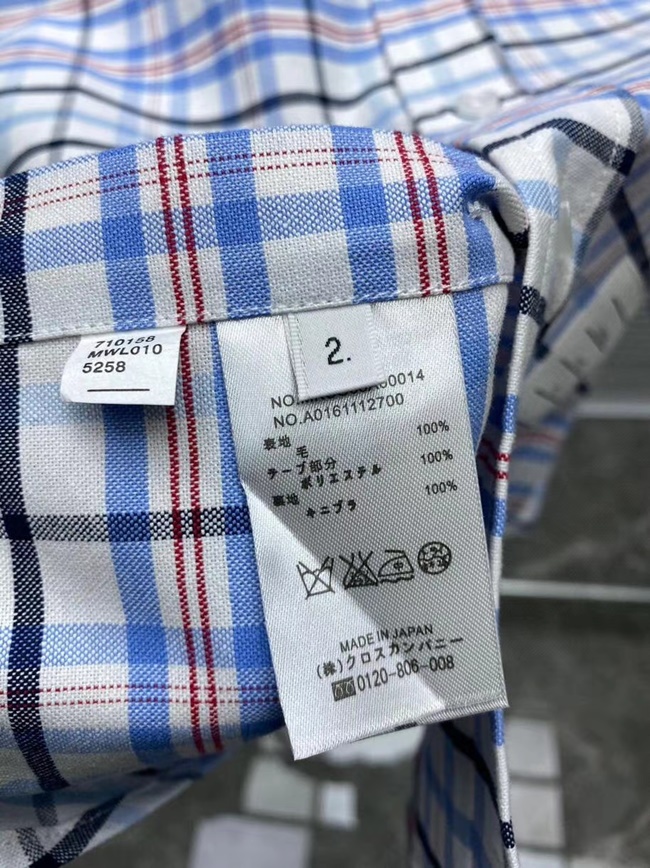 710158
MWL010
5258
2.
NO.
00014
NO.A0161112700
表地 100%
毛
テープ部分 100%
ポリエステル
裏地 100%
キュプラ
MADE IN JAPAN
(株)クロスカンパニー
0120-806-008